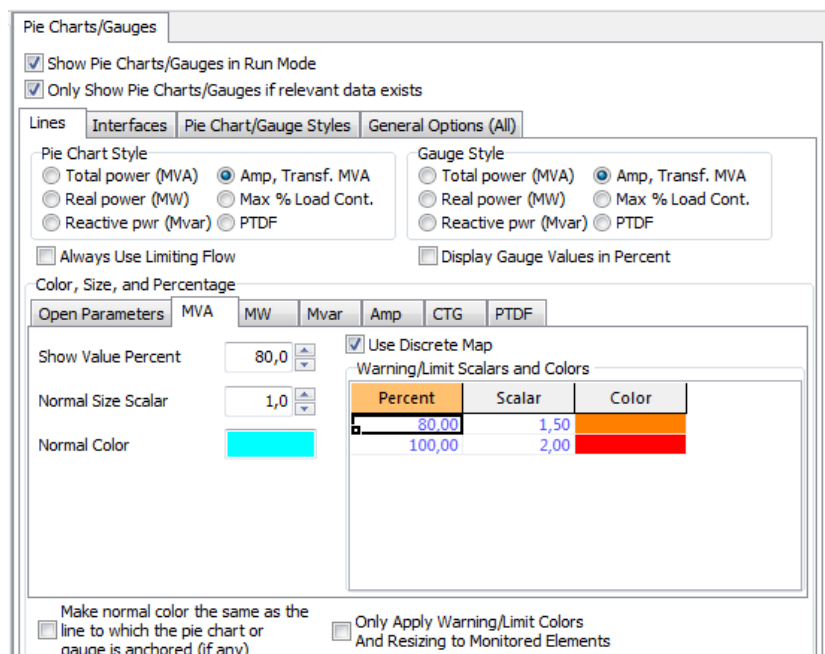 Pie Charts/Gauges
Show Pie Charts/Gauges in Run Mode
Only Show Pie Charts/Gauges if relevant data exists
Lines Interfaces Pie Chart/Gauge Styles General Options (All)
Pie Chart Style Gauge Style
Total power (MVA) Amp, Transf. MVA Total power (MVA) Amp, Transf. MVA
Real power (MW) Max % Load Cont. Real power (MW) Max % Load Cont.
Reactive pwr (Mvar) PTDF Reactive pwr (Mvar) PTDF
Always Use Limiting Flow Display Gauge Values in Percent
Color, Size, and Percentage
Open Parameters MVA MW Mvar Amp CTG PTDF
Show Value Percent 80,0 Use Discrete Map
Warning/Limit Scalars and Colors
Normal Size Scalar 1,0 Percent Scalar Color
80,00 1,50
Normal Color 100,00 2,00
Make normal color the same as the
line to which the pie chart or
gauge is anchored (if any)
Only Apply Warning/Limit Colors
And Resizing to Monitored Elements